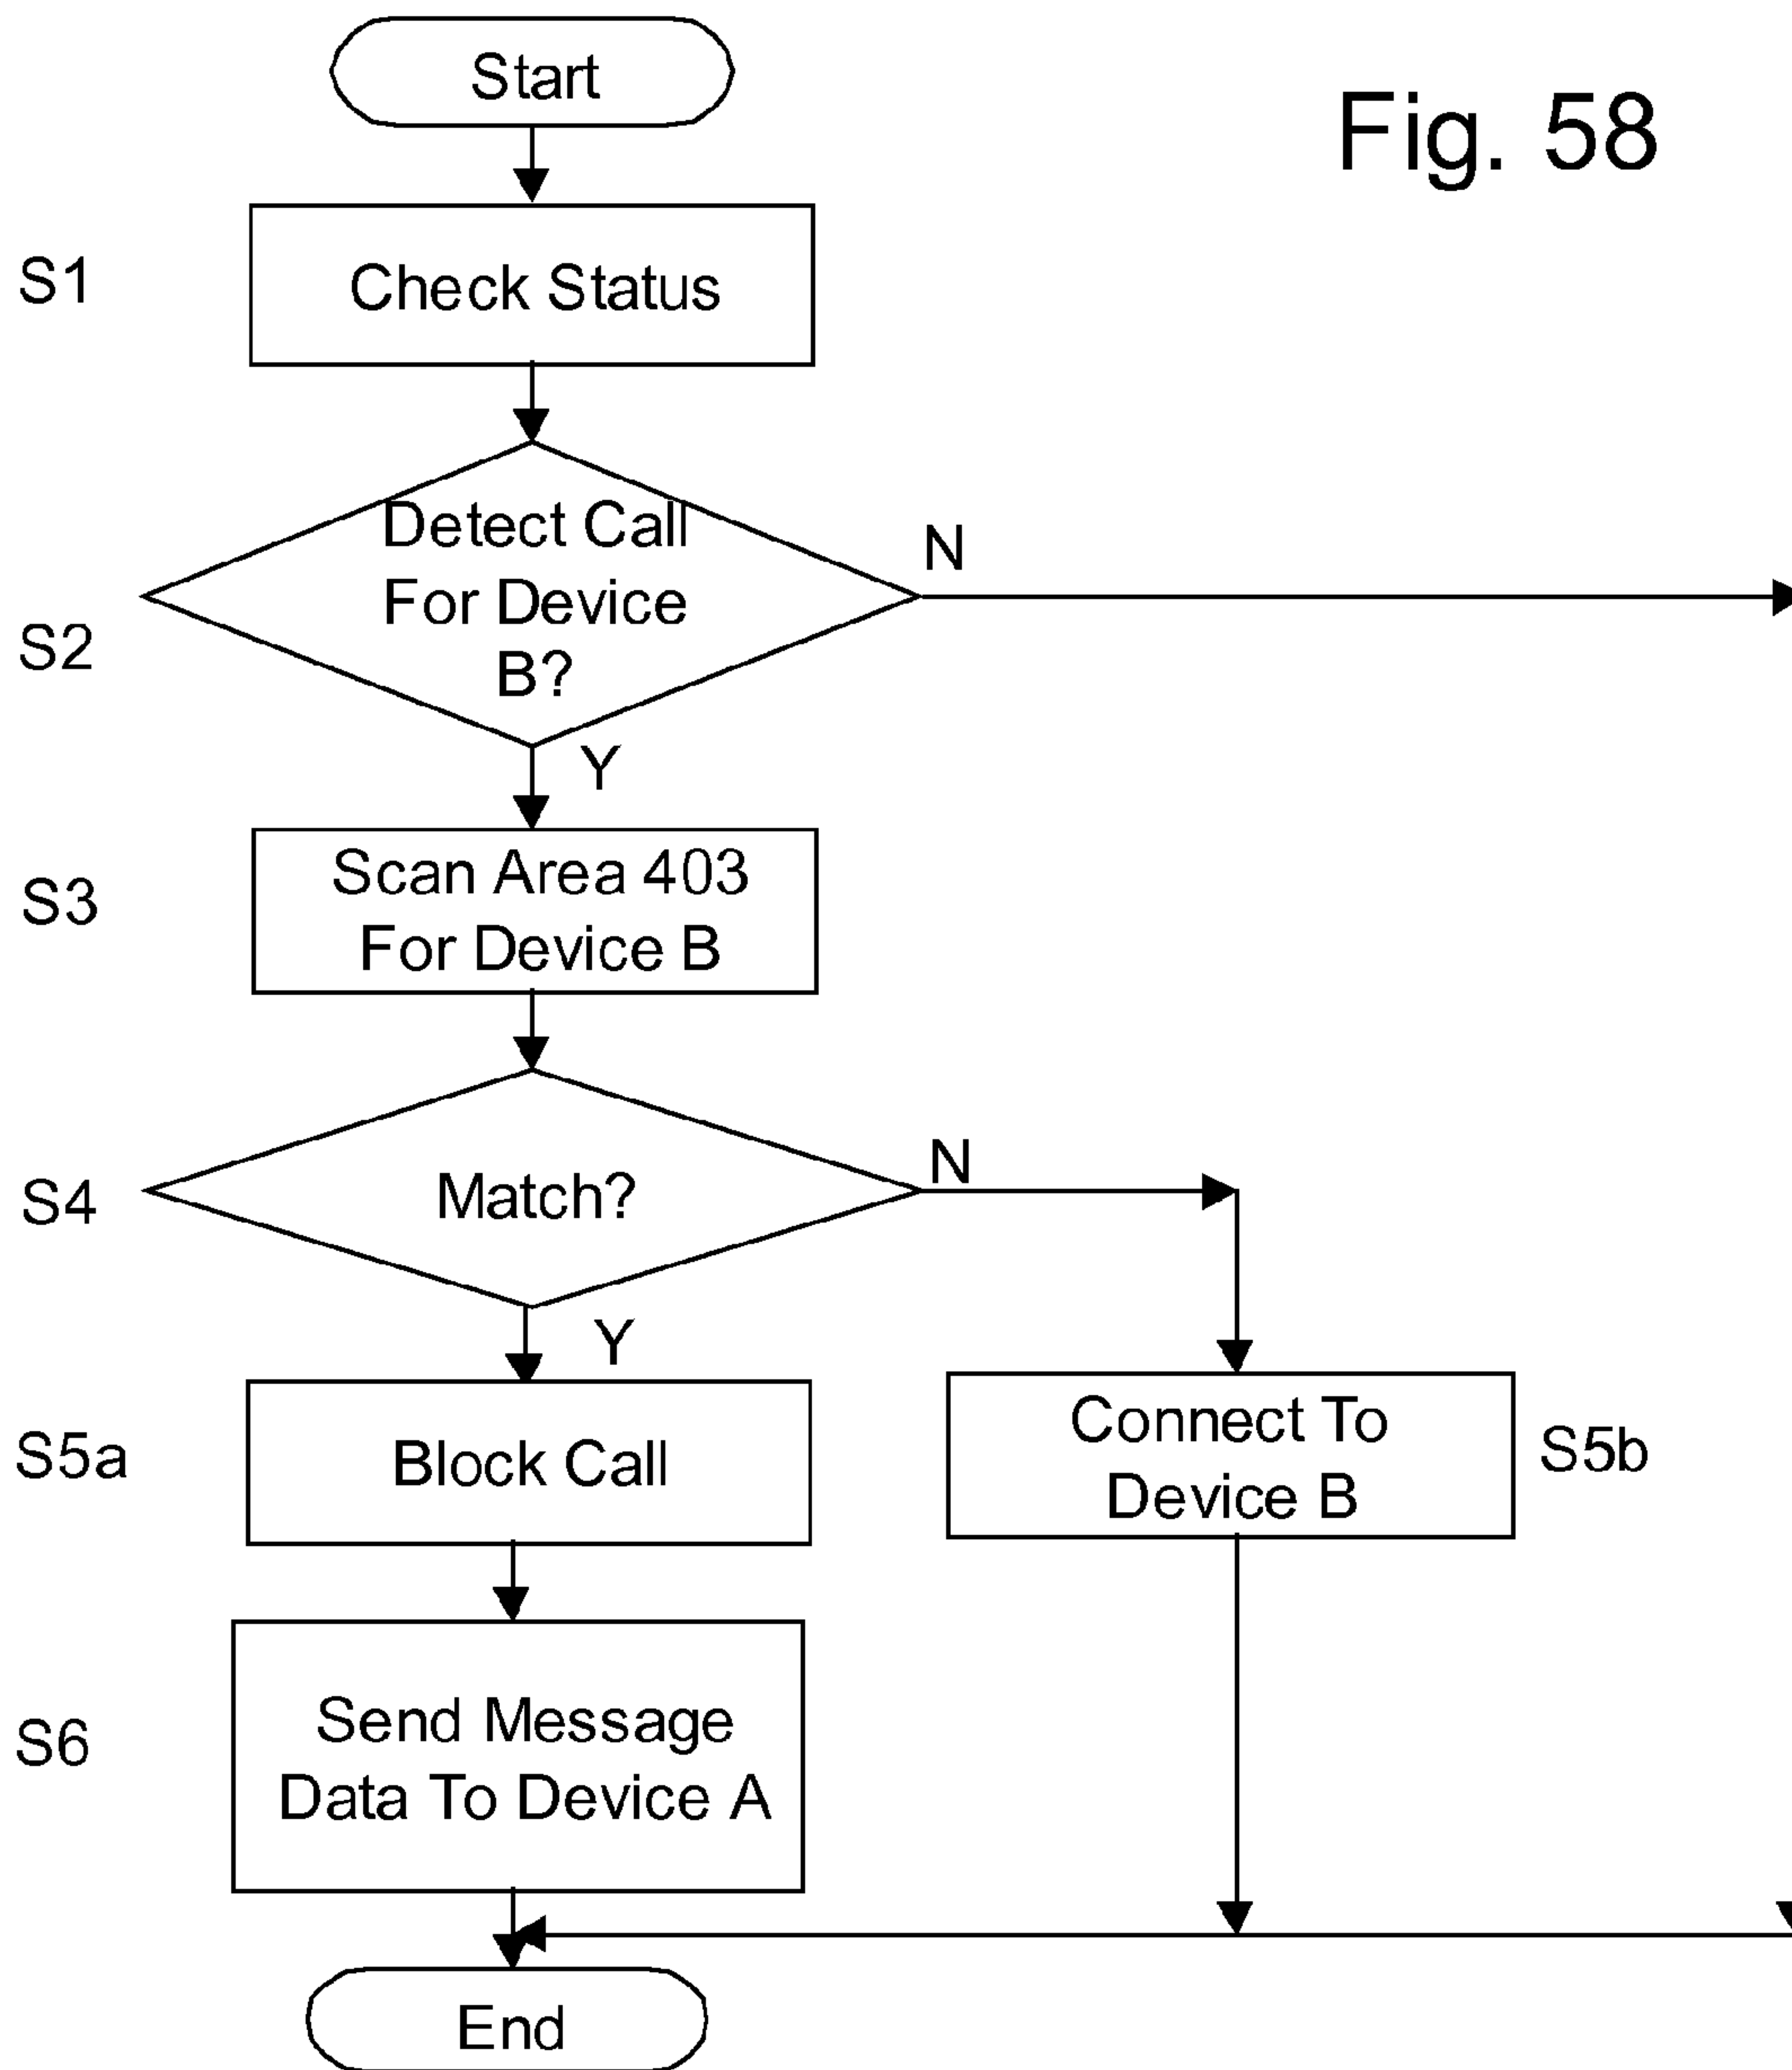 Start
Fig. 58
S1
Check Status
Detect Call
For Device
B?
N
S2
Y
S3
Scan Area 403
For Device B
S4
Match?
N
Y
S5a
Block Call
Connect To
Device B
S5b
S6
Send Message
Data To Device A
End